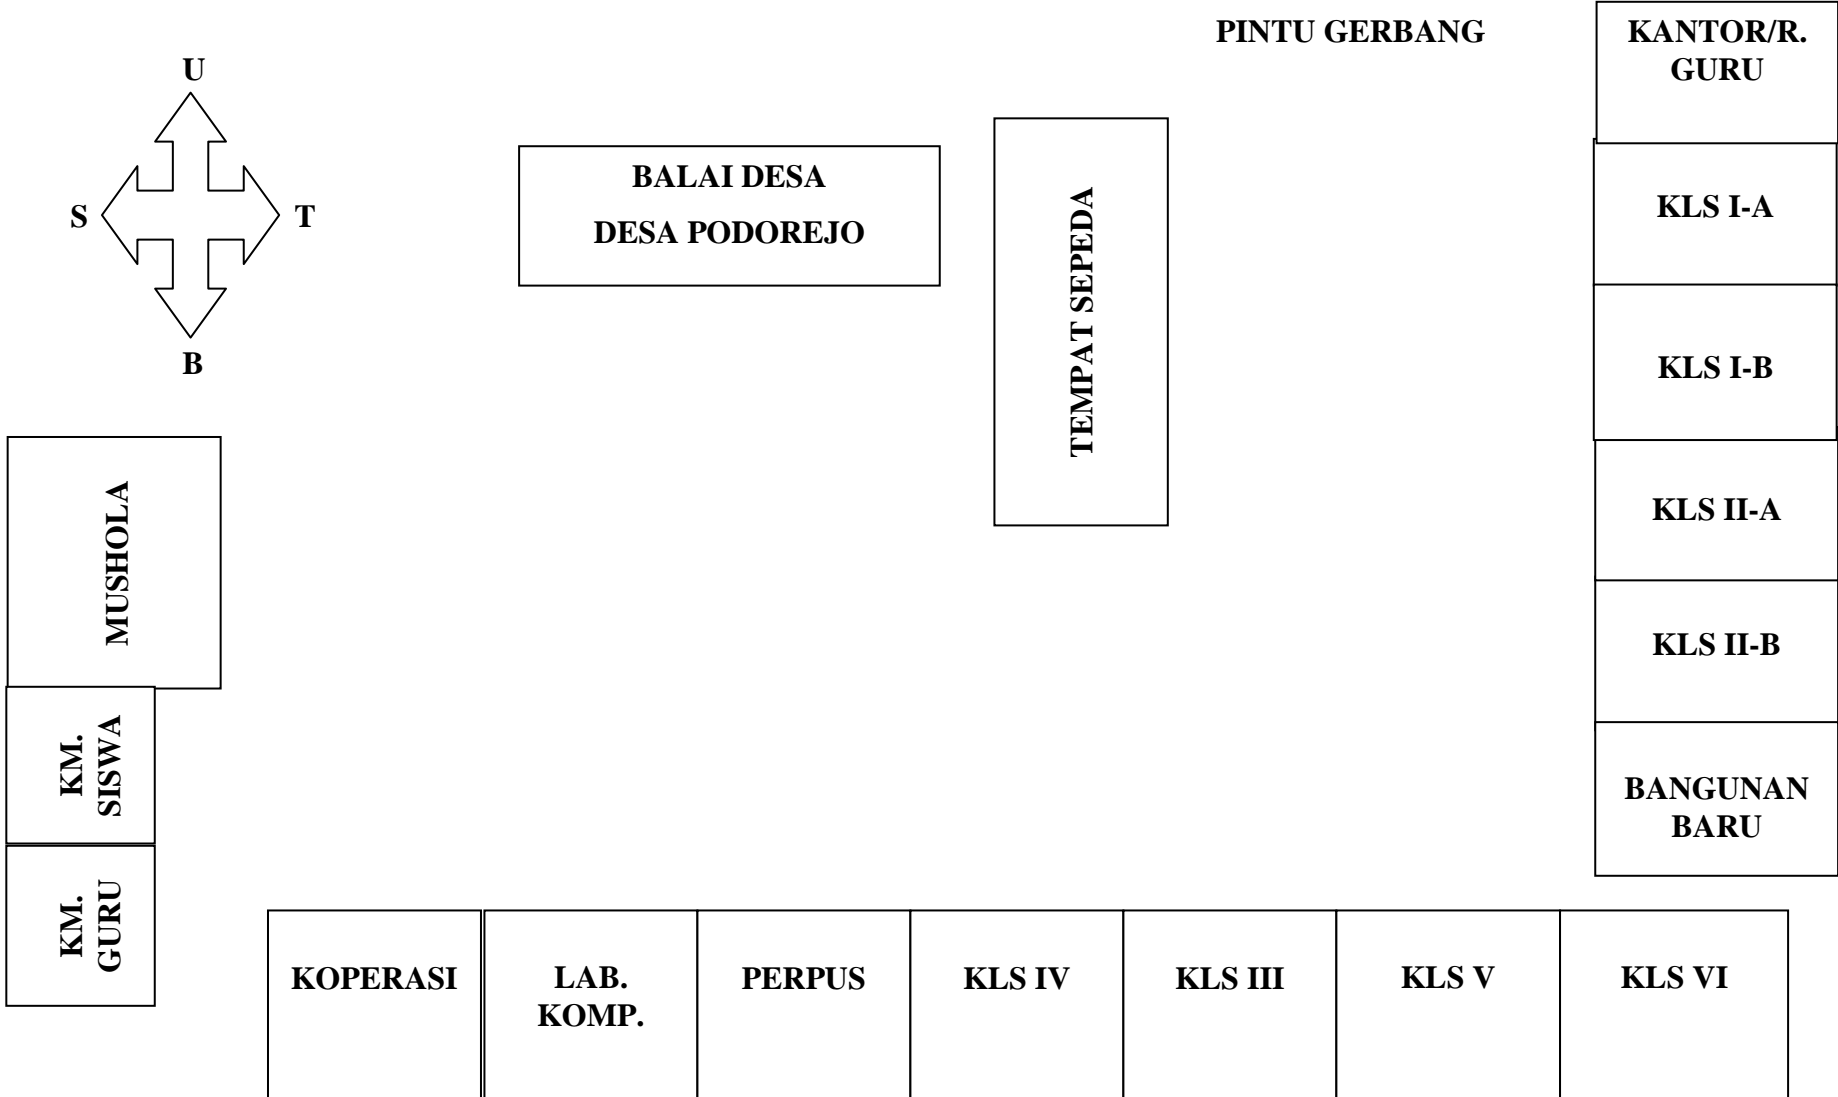 PINTU GERBANG
KANTOR/R.
GURU
U
S
T
B
BALAI DESA
DESA PODOREJO
TEMPAT SEPEDA
KLS I-A
KLS I-B
KLS II-A
KLS II-B
BANGUNAN
BARU
MUSHOLA
KM.
SISWA
KM.
GURU
KOPERASI
LAB.
KOMP.
PERPUS
KLS IV
KLS III
KLS V
KLS VI